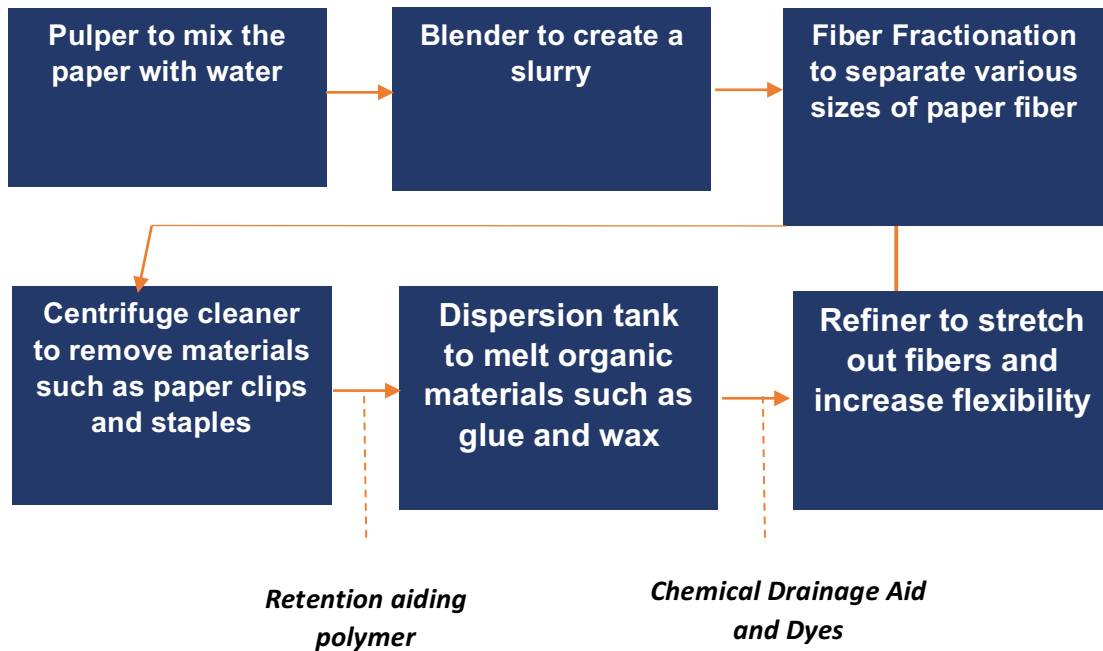 Pulper to mix the
paper with water
Blender to create a
slurry
Fiber Fractionation
to separate various
sizes of paper fiber
Centrifuge cleaner
to remove materials
such as paper clips
and staples
Dispersion tank
to melt organic
materials such as
glue and wax
Refiner to stretch
out fibers and
increase flexibility
Retention aiding
polymer
Chemical Drainage Aid
and Dyes